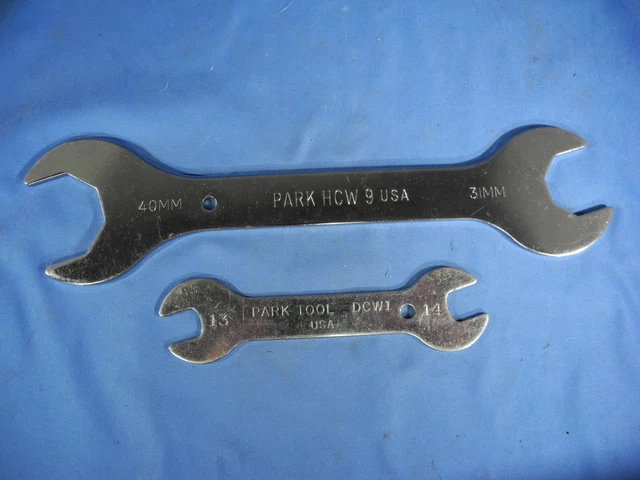 40MM PARK HCW 9 USA 31MM
13 PARK TOOL DCW1 14
USA